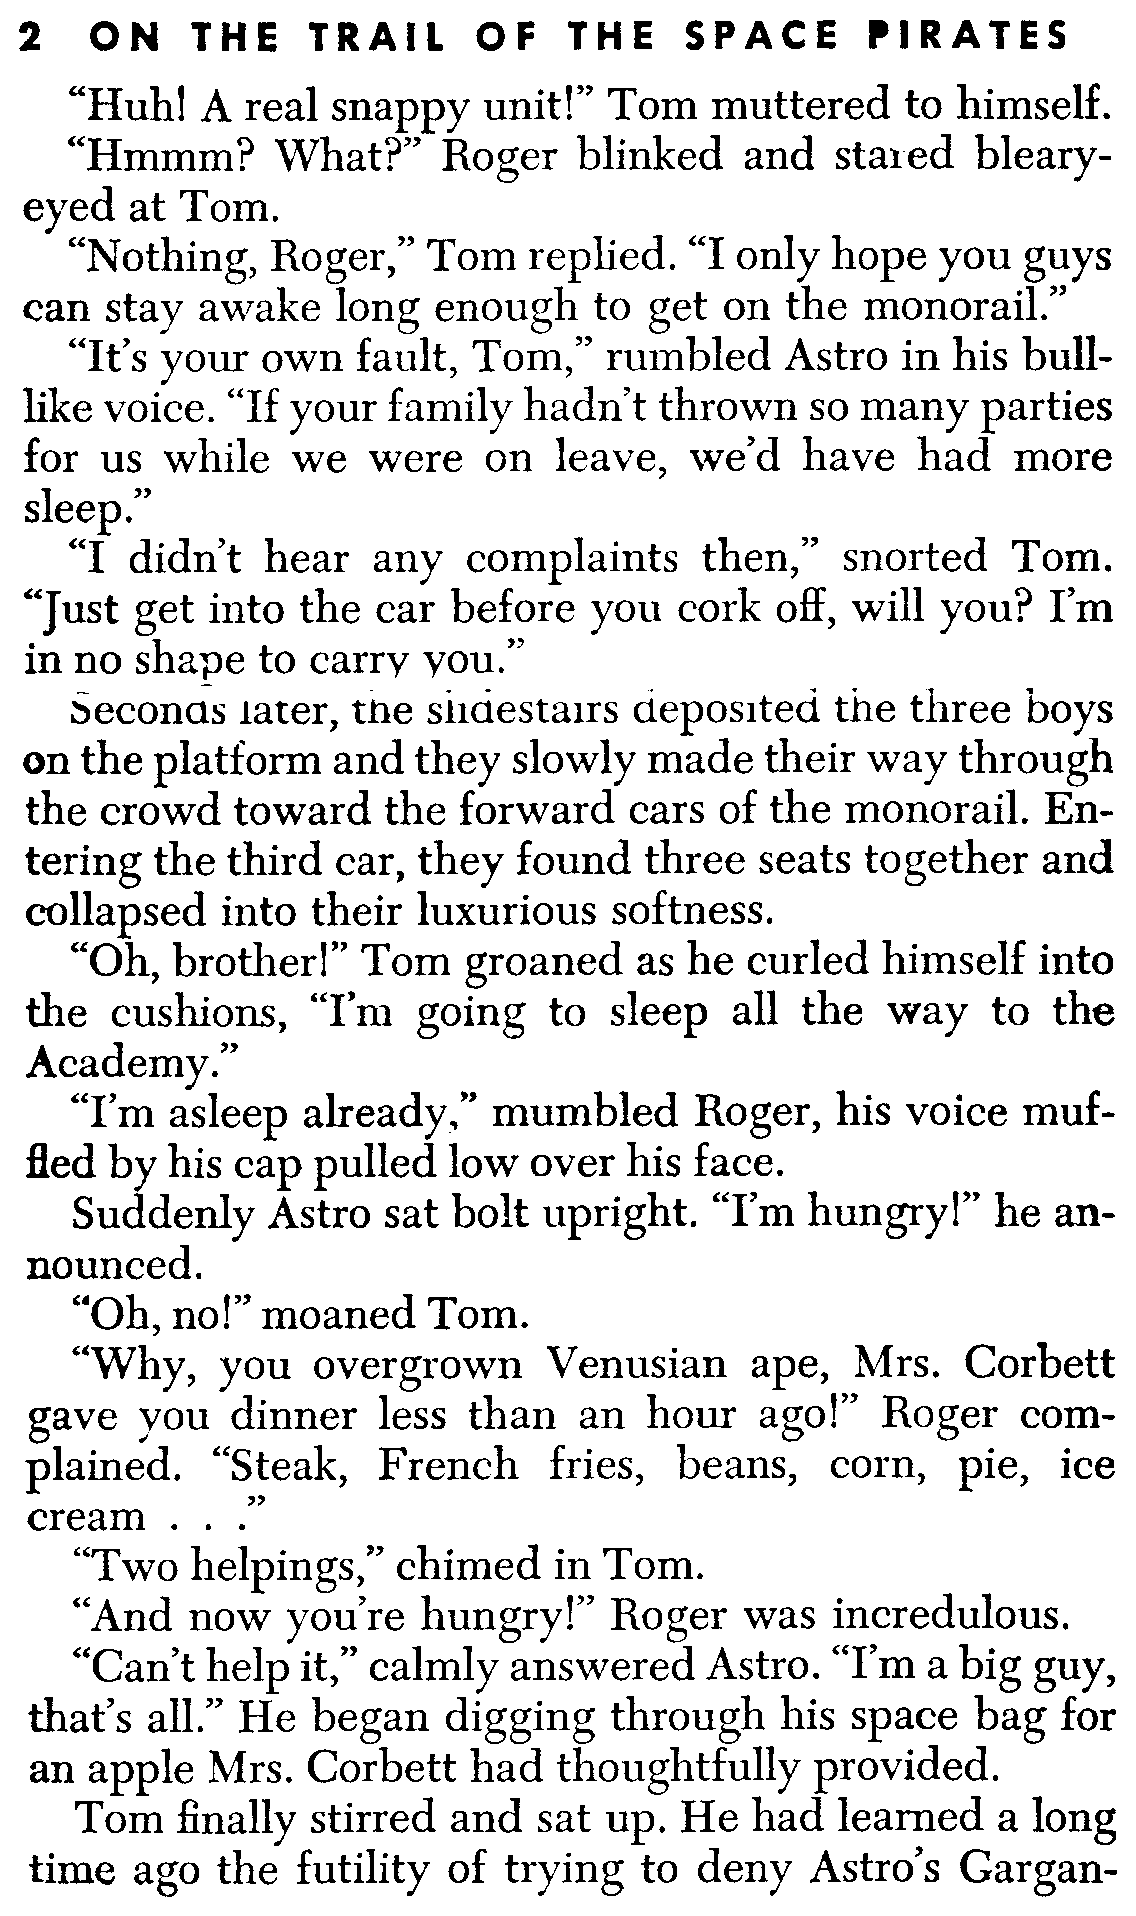 2 ON THE TRAIL OF THE SPACE PIRATES
“Huh! A real snappy unit!” Tom muttered to himself.
“Hmmm? What?” Roger blinked and stared bleary-
eyed at Tom.
“Nothing, Roger,” Tom replied. “I only hope you guys
can stay awake long enough to get on the monorail.”
“It’s your own fault, Tom,” rumbled Astro in his bull-
like voice. “If your family hadn’t thrown so many parties
for us while we were on leave, we’d have had more
sleep.”
“I didn’t hear any complaints then,” snorted Tom.
“Just get into the car before you cork off, will you? I’m
in no shape to carry you.”
Seconds later, the slidestairs deposited the three boys
on the platform and they slowly made their way through
the crowd toward the forward cars of the monorail. En-
tering the third car, they found three seats together and
collapsed into their luxurious softness.
“Oh, brother!” Tom groaned as he curled himself into
the cushions, “I’m going to sleep all the way to the
Academy.”
“I’m asleep already,” mumbled Roger, his voice muf-
fled by his cap pulled low over his face.
Suddenly Astro sat bolt upright. “I’m hungry!” he an-
nounced.
“Oh, no!” moaned Tom.
“Why, you overgrown Venusian ape, Mrs. Corbett
gave you dinner less than an hour ago!” Roger com-
plained. “Steak, French fries, beans, corn, pie, ice
cream . . .”
“Two helpings,” chimed in Tom.
“And now you’re hungry!” Roger was incredulous.
“Can’t help it,” calmly answered Astro. “I’m a big guy,
that’s all.” He began digging through his space bag for
an apple Mrs. Corbett had thoughtfully provided.
Tom finally stirred and sat up. He had learned a long
time ago the futility of trying to deny Astro’s Gargan-